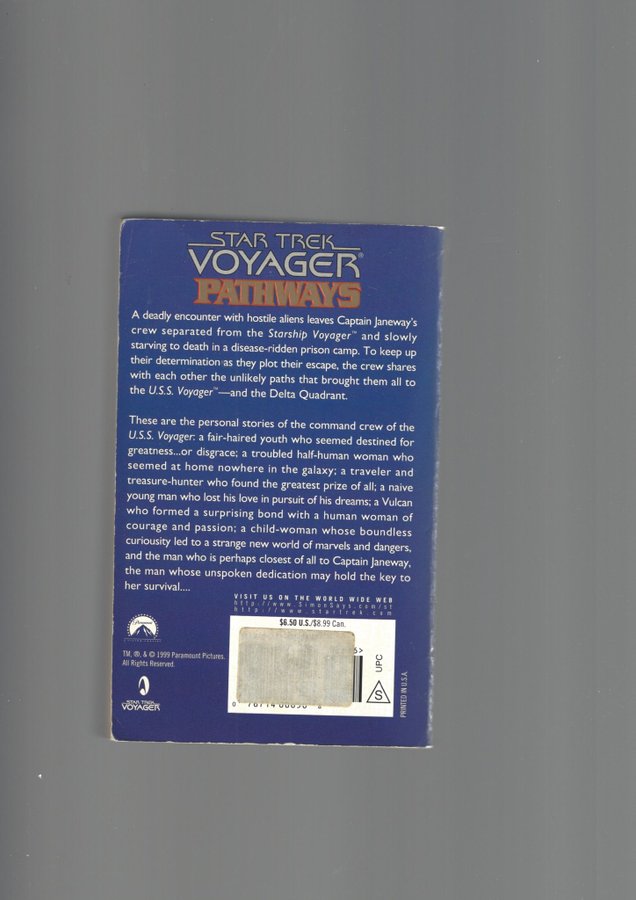 STAR TREK
VOYAGER®
PATHWAYS
A deadly encounter with hostile aliens leaves Captain Janeway's
crew separated from the Starship Voyager™ and slowly
starving to death in a disease-ridden prison camp. To keep up
their determination as they plot their escape, the crew shares
with each other the unlikely paths that brought them all to
the U.S.S. Voyager™—and the Delta Quadrant.
These are the personal stories of the command crew of the
U.S.S. Voyager: a fair-haired youth who seemed destined for
greatness...or disgrace; a troubled half-human woman who
seemed at home nowhere in the galaxy; a traveler and
treasure-hunter who found the greatest prize of all; a naive
young man who lost his love in pursuit of his dreams; a Vulcan
who formed a surprising bond with a human woman of
courage and passion; a child-woman whose boundless
curiosity led to a strange new world of marvels and dangers,
and the man who is perhaps closest of all to Captain Janeway,
the man whose unspoken dedication may hold the key to
her survival....
VISIT US ON THE WORLD WIDE WEB
http://www.SimonSays.com/st
http://www.startrek.com
$6.50 U.S./$8.99 Can.
UPC
S
PRINTED IN U.S.A.
Paramount
TM, ®, & © 1999 Paramount Pictures.
All Rights Reserved.
STAR TREK
VOYAGER